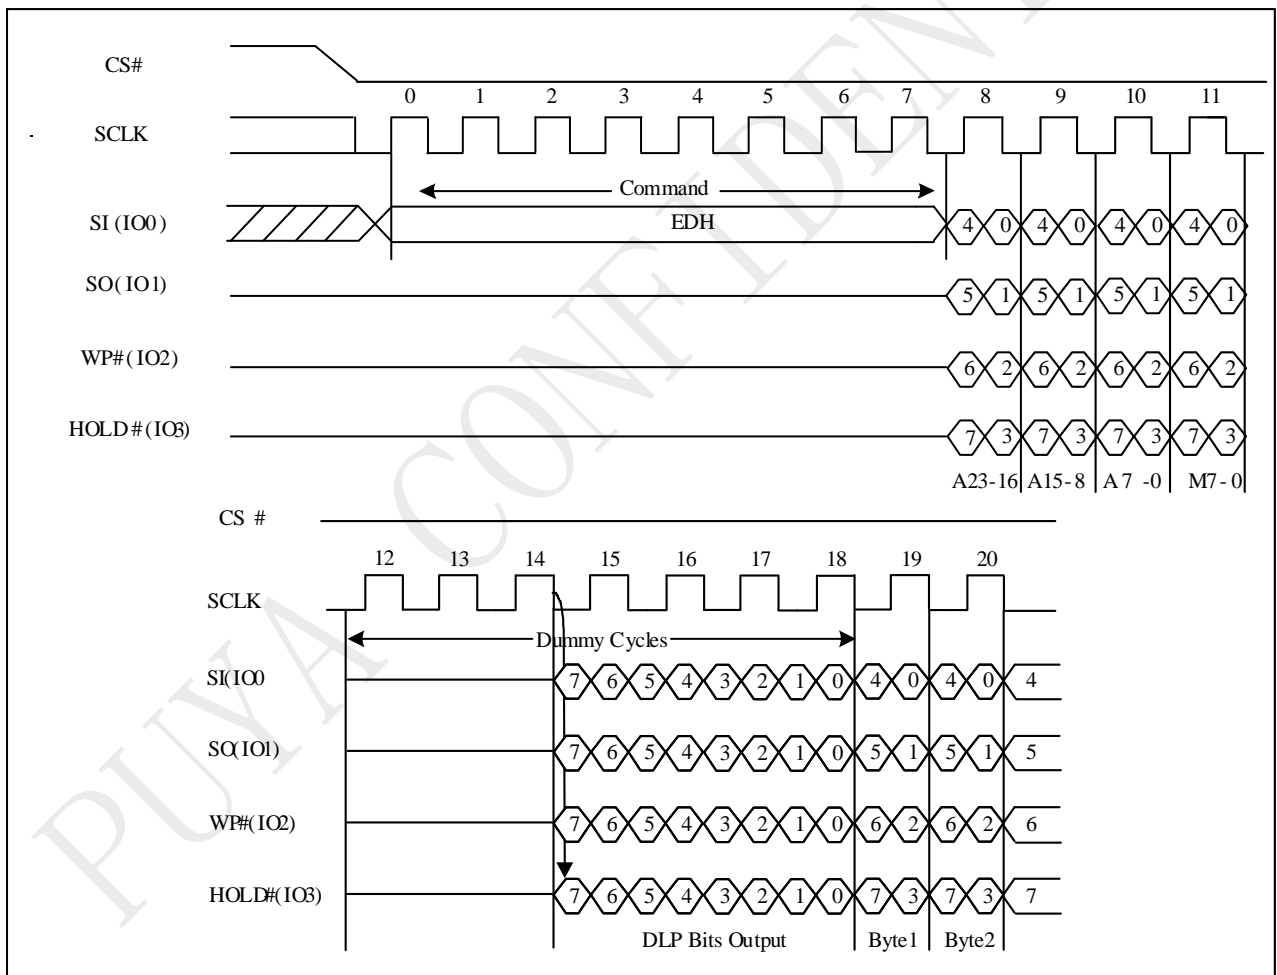 CS#
0 1 2 3 4 5 6 7 8 9 10 11
SCLK
Command
SI (IO0) EDH 4 0 4 0 4 0 4 0
SO( IO1) 5 1 5 1 5 1 5 1
WP# ( IO2) 6 2 6 2 6 2 6 2
HOLD # (IO3) 7 3 7 3 7 3 7 3
A23-16 A15-8 A7-0 M7-0
CS #
12 13 14 15 16 17 18 19 20
SCLK
Dummy Cycles
SI(IO0 7 6 5 4 3 2 1 0 4 0 4 0 4
SO(IO1) 7 6 5 4 3 2 1 0 5 1 5 1 5
WP#(IO2) 7 6 5 4 3 2 1 0 6 2 6 2 6
HOLD#(IO3) 7 6 5 4 3 2 1 0 7 3 7 3 7
DLP Bits Output Byte1 Byte2
PUYA CONFIDEN